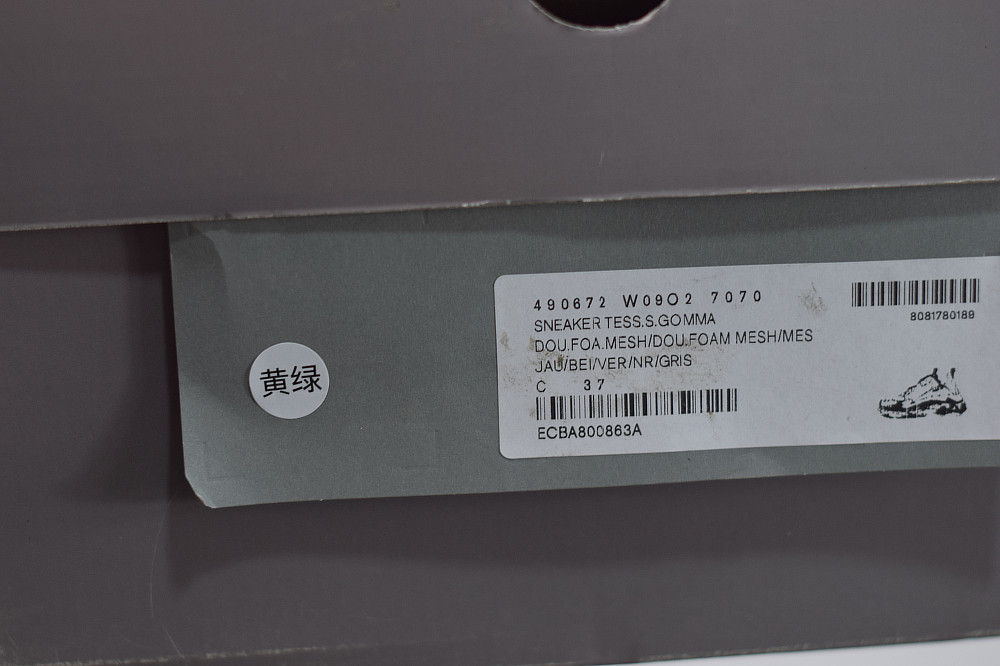 黄绿
490672 W09O2 7070
SNEAKER TESS.S.GOMMA
DOU.FOA.MESH/DOU.FOAM MESH/MES
JAU/BEI/VER/NR/GRIS
C 37
ECBA800863A
8081780189